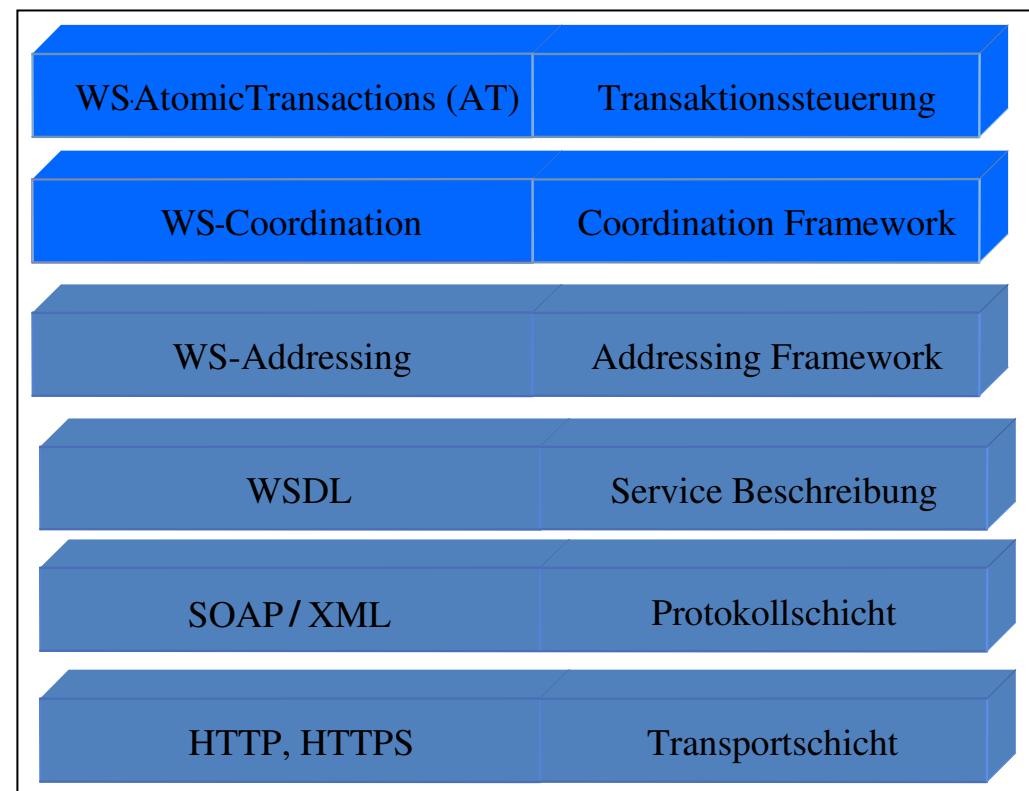 WS-AtomicTransactions (AT) Transaktionssteuerung
WS-Coordination Coordination Framework
WS-Addressing Addressing Framework
WSDL Service Beschreibung
SOAP / XML Protokollschicht
HTTP, HTTPS Transportschicht